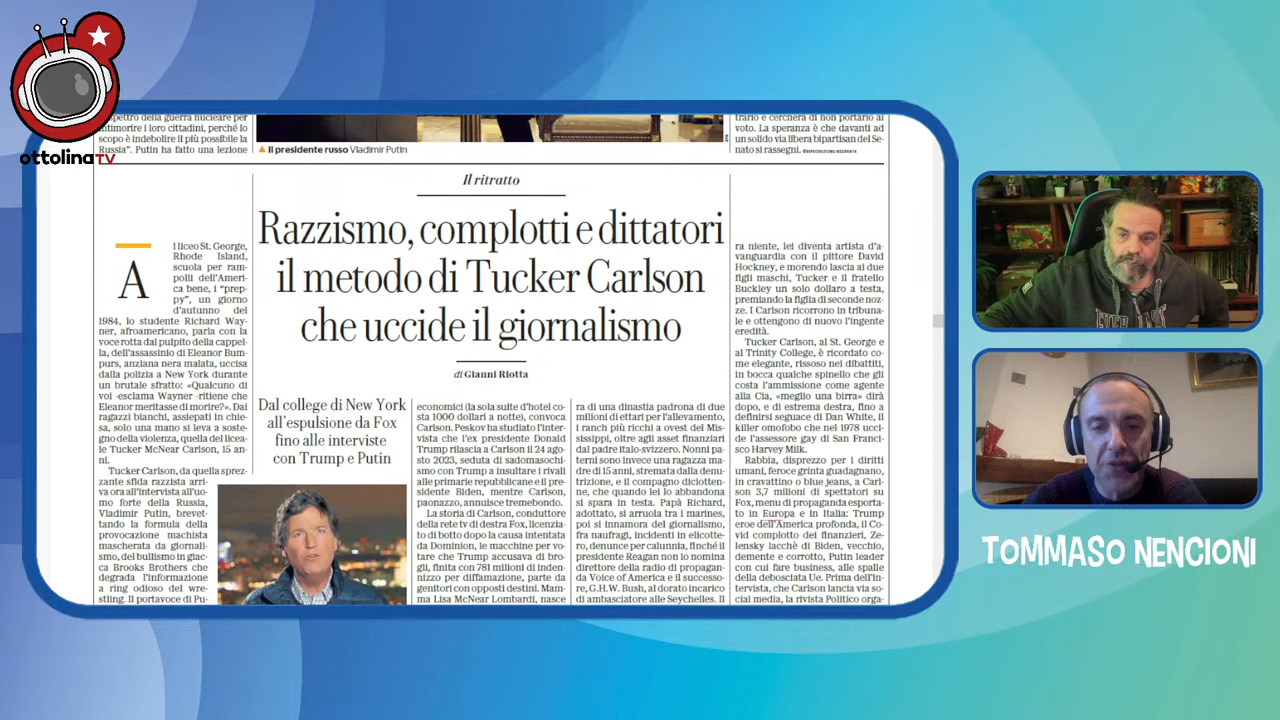 ottolinaTV
spettro della guerra nucleare per
intimorire i loro cittadini, perché lo
scopo è indebolire il più possibile la
Russia”. Putin ha fatto una lezione
Il presidente russo Vladimir Putin
trario e cercherà di non portarlo al
voto. La speranza è che davanti ad
un solido via libera bipartisan del Se-
nato si rassegni.
Il ritratto
Razzismo, complotti e dittatori
il metodo di Tucker Carlson
che uccide il giornalismo
di Gianni Riotta
Dal college di New York
all'espulsione da Fox
fino alle interviste
con Trump e Putin
A
l liceo St. George,
Rhode Island,
scuola per ram-
polli dell'Ameri-
ca bene, i “prep-
py”, un giorno
d'autunno del
1984, lo studente Richard Way-
ner, afroamericano, parla con la
voce rotta dal pulpito della cappel-
la, dell'assassinio di Eleanor Bum-
purs, anziana nera malata, uccisa
dalla polizia a New York durante
un brutale sfratto: «Qualcuno di
voi -esclama Wayner -ritiene che
Eleanor meritasse di morire?». Dai
ragazzi bianchi, assiepati in chie-
sa, solo una mano si leva a soste-
gno della violenza, quella del licea-
le Tucker McNear Carlson, 15 an-
ni.
Tucker Carlson, da quella sprez-
zante sfida razzista arri-
va ora all'intervista all'uo-
mo forte della Russia,
Vladimir Putin, brevet-
tando la formula della
provocazione machista
mascherata da giornali-
smo, del bullismo in giac-
ca Brooks Brothers che
degrada l'informazione
a ring odioso del wre-
stling. Il portavoce di Pu-
economici (la sola suite d'hotel co-
sta 1000 dollari a notte), convoca
Carlson. Peskov ha studiato l'inter-
vista che l'ex presidente Donald
Trump rilascia a Carlson il 24 ago-
sto 2023, seduta di sadomasochi-
smo con Trump a insultare i rivali
alle primarie repubblicane e il pre-
sidente Biden, mentre Carlson,
paonazzo, annuisce tremebondo.
La storia di Carlson, conduttore
della rete tv di destra Fox, licenzia-
to di botto dopo la causa intentata
da Dominion, le macchine per vo-
tare che Trump accusava di bro-
gli, finita con 781 milioni di inden-
nizzo per diffamazione, parte da
genitori con opposti destini. Mam-
ma Lisa McNear Lombardi, nasce
ra di una dinastia padrona di due
milioni di ettari per l'allevamento,
i ranch più ricchi a ovest del Mis-
sissippi, oltre agli asset finanziari
dal padre italo-svizzero. Nonni pa-
terni sono invece una ragazza ma-
dre di 15 anni, stremata dalla denu-
trizione, e il compagno diciotten-
ne, che quando lei lo abbandona
si spara in testa. Papà Richard,
adottato, si arruola tra i marines,
poi si innamora del giornalismo,
fra naufragi, incidenti in elicotte-
ro, denunce per calunnia, finché il
presidente Reagan non lo nomina
direttore della radio di propagan-
da Voice of America e il successo-
re, G.H.W. Bush, al dorato incarico
di ambasciatore alle Seychelles. Il
ra niente, lei diventa artista d'a-
vanguardia con il pittore David
Hockney, e morendo lascia ai due
figli maschi, Tucker e il fratello
Buckley un solo dollaro a testa,
premiando la figlia di seconde noz-
ze. I Carlson ricorrono in tribuna-
le e ottengono di nuovo l'ingente
eredità.
Tucker Carlson, al St. George e
al Trinity College, è ricordato co-
me elegante, rissoso nei dibattiti,
in bocca qualche spinello che gli
costa l'ammissione come agente
alla Cia, «meglio una birra» dirà
dopo, e di estrema destra, fino a
definirsi seguace di Dan White, il
killer omofobo che nel 1978 ucci-
de l'assessore gay di San Franci-
sco Harvey Milk.
Rabbia, disprezzo per i diritti
umani, feroce grinta guadagnano,
in cravattino o blue jeans, a Carl-
son 3,7 milioni di spettatori su
Fox, menu di propaganda esporta-
to in Europa e in Italia: Trump
eroe dell'America profonda, il Co-
vid complotto dei finanzieri, Ze-
lensky lacchè di Biden, vecchio,
demente e corrotto, Putin leader
con cui fare business, alle spalle
della debosciata Ue. Prima dell'in-
tervista, che Carlson lancia via so-
cial media, la rivista Politico orga-
EVERLAST
TOMMASO NENCIONI